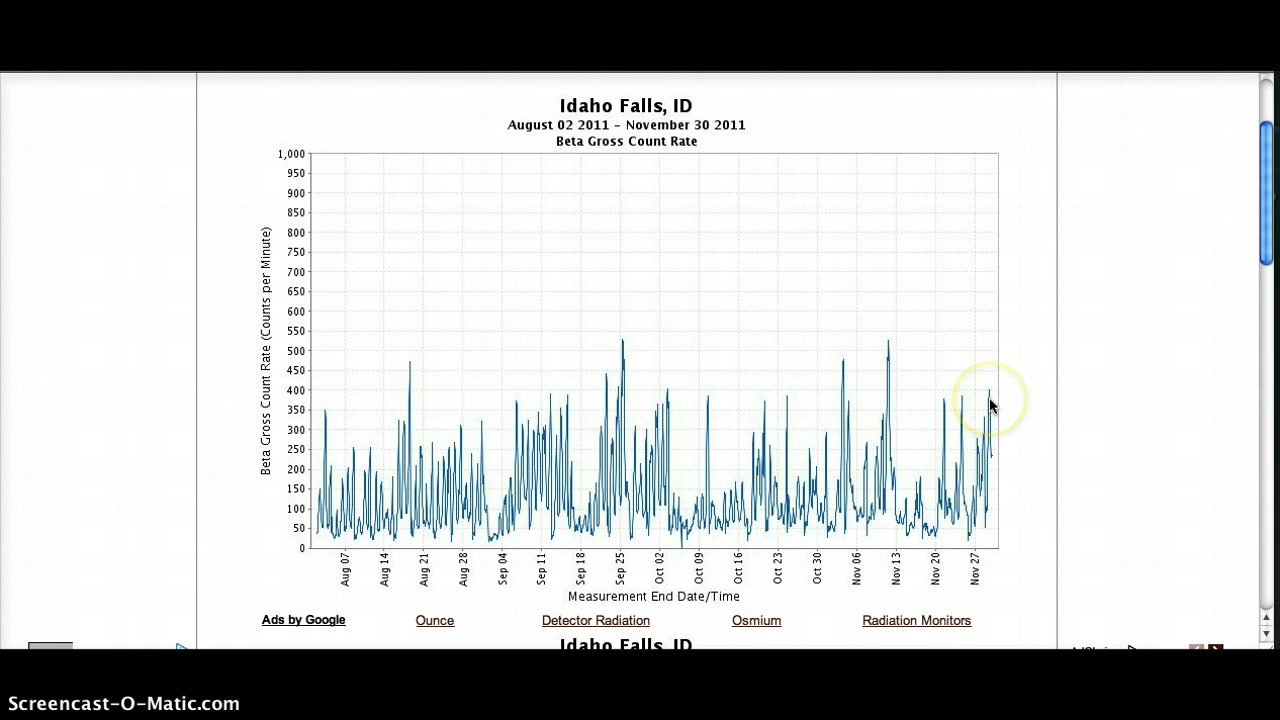 Idaho Falls, ID
August 02 2011 - November 30 2011
Beta Gross Count Rate
Beta Gross Count Rate (Counts per Minute)
1,000
950
900
850
800
750
700
650
600
550
500
450
400
350
300
250
200
150
100
50
0
Aug 07
Aug 14
Aug 21
Aug 28
Sep 04
Sep 11
Sep 18
Sep 25
Oct 02
Oct 09
Oct 16
Oct 23
Oct 30
Nov 06
Nov 13
Nov 20
Nov 27
Measurement End Date/Time
Ads by Google Ounce Detector Radiation Osmium Radiation Monitors
Idaho Falls, ID
Screencast-O-Matic.com